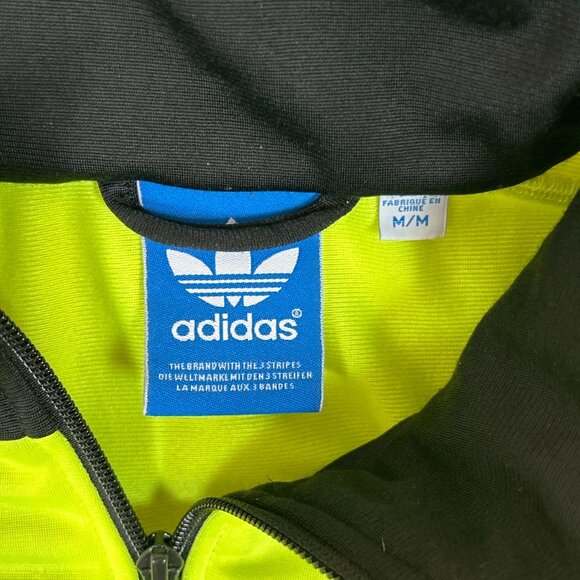 FABRIQUÉ EN
CHINE
M/M
adidas®
THE BRAND WITH THE 3 STRIPES
DIE WELTMARKE MIT DEN 3 STREIFEN
LA MARQUE AUX 3 BANDES